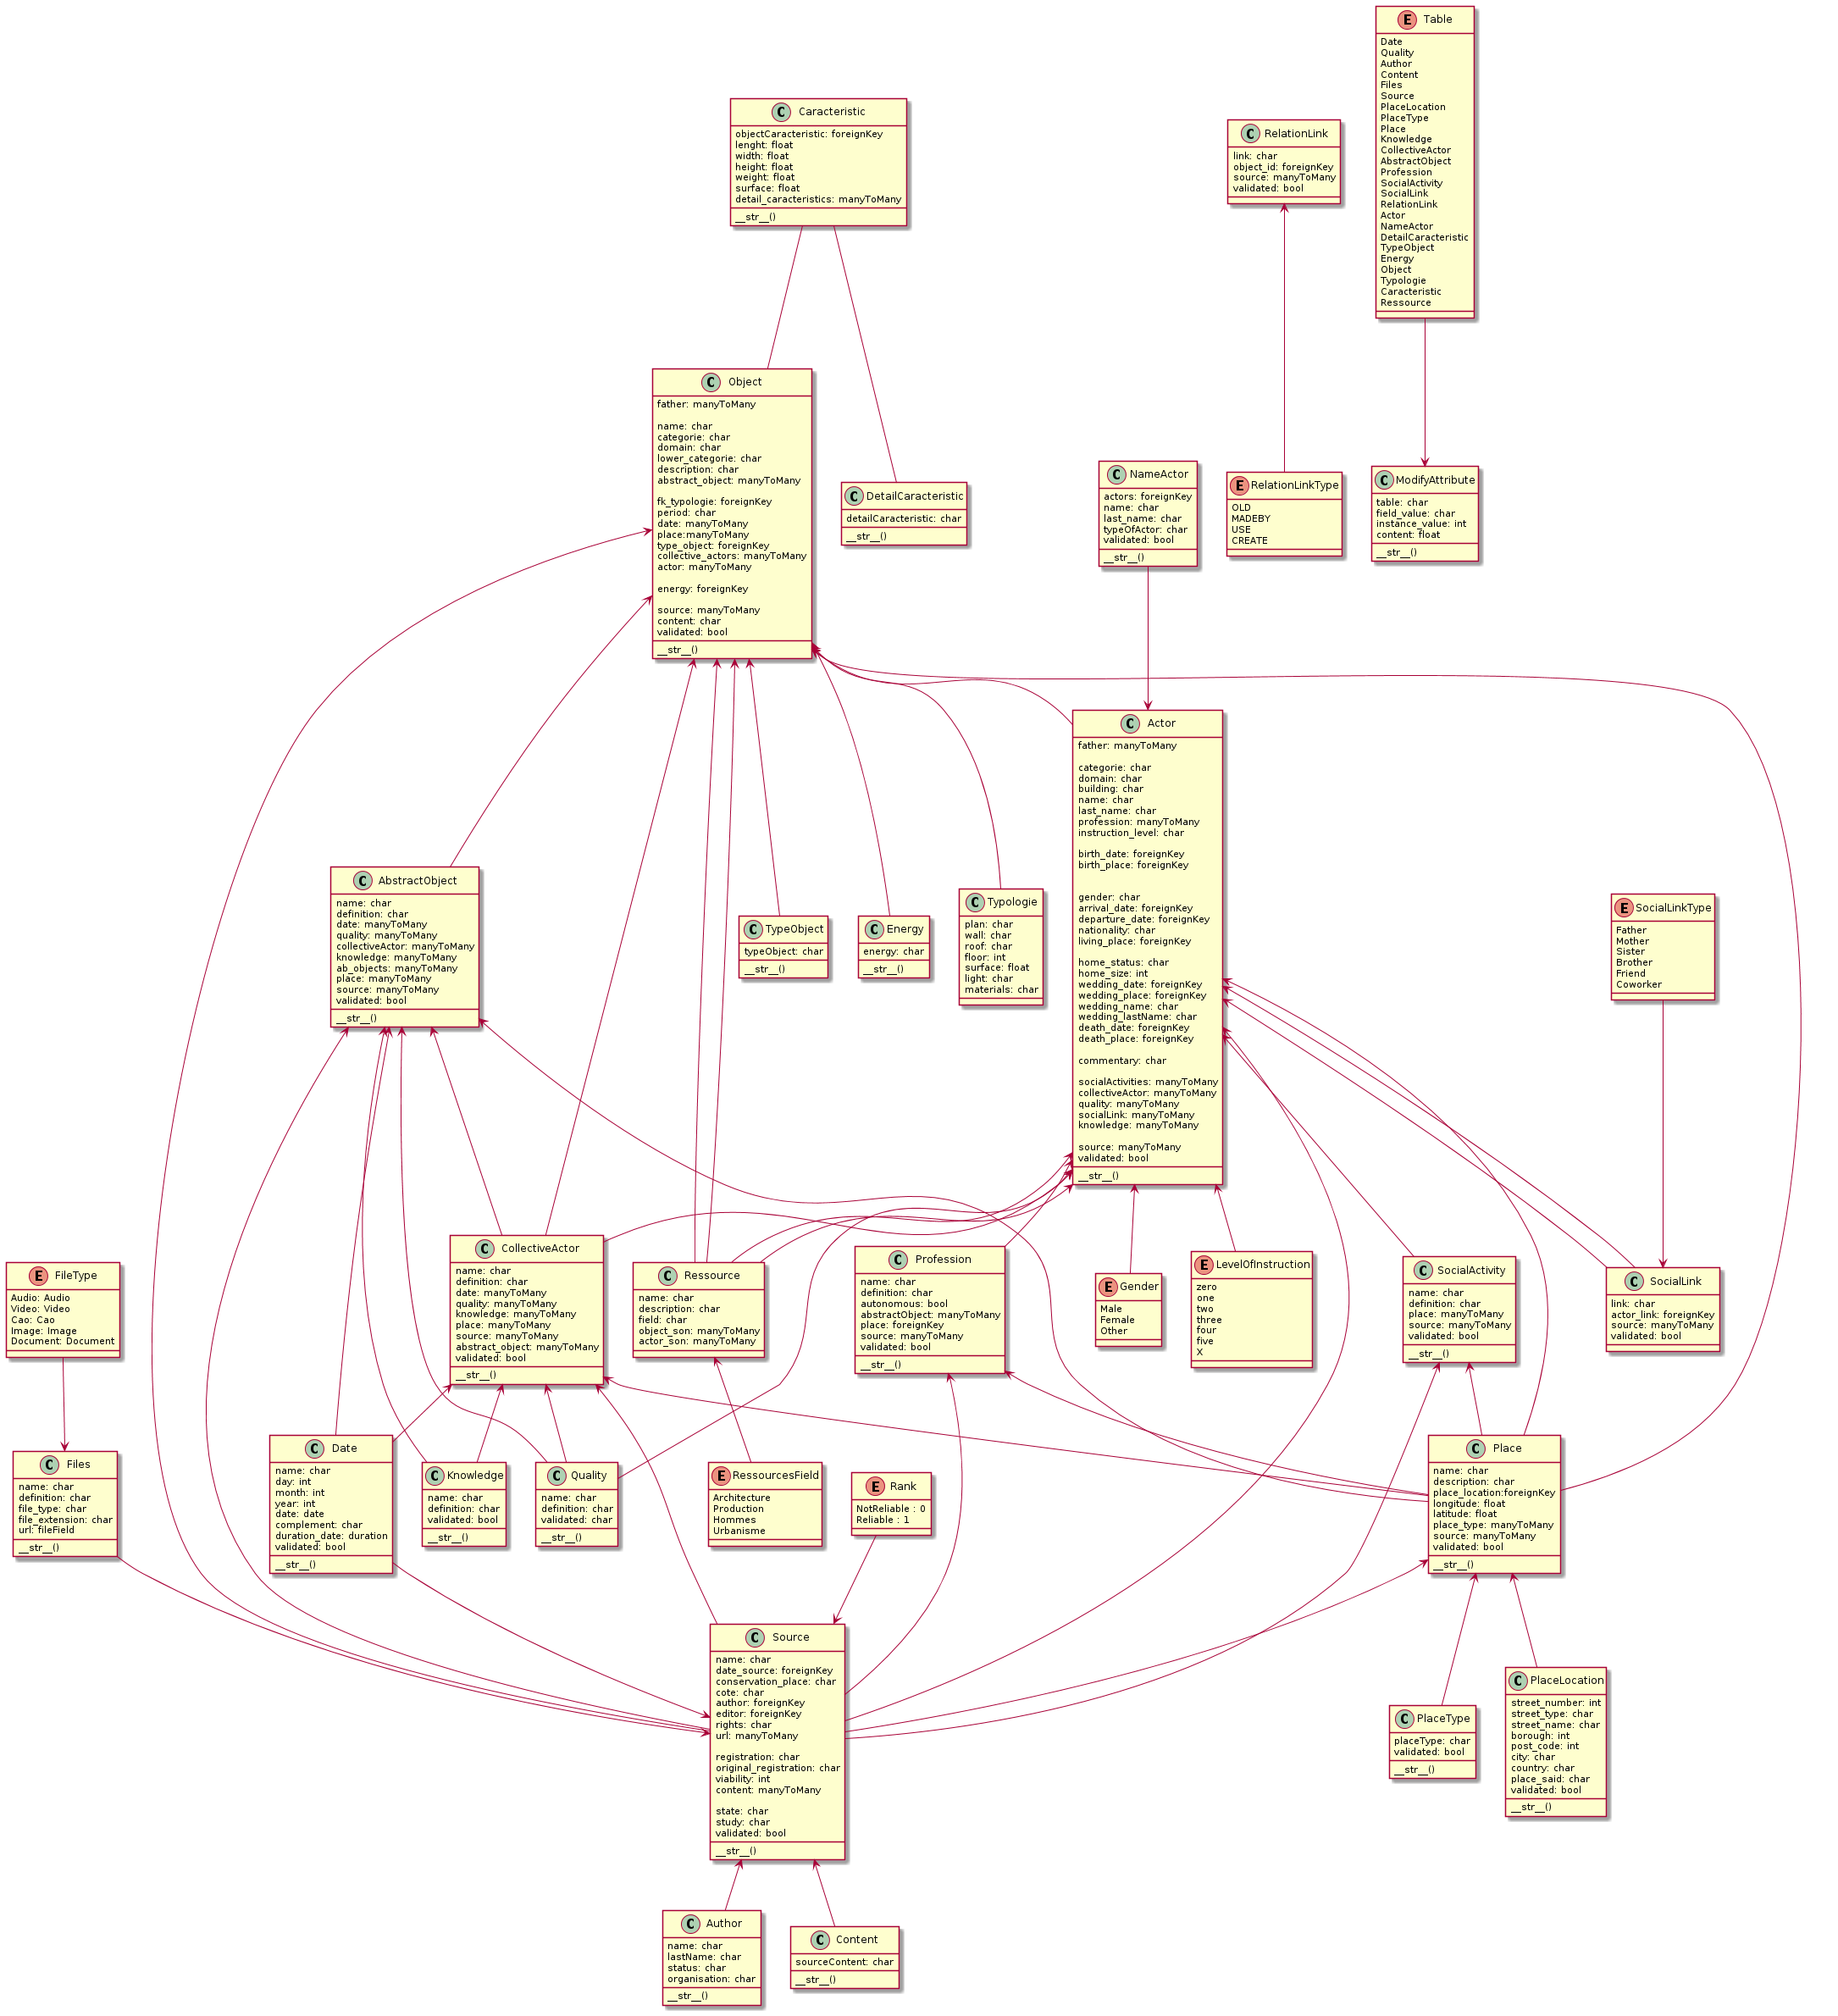 E Table
Date
Quality
Author
Content
Files
Source
PlaceLocation
PlaceType
Place
Knowledge
CollectiveActor
AbstractObject
Profession
SocialActivity
SocialLink
RelationLink
Actor
NameActor
DetailCaracteristic
TypeObject
Energy
Object
Typologie
Caracteristic
Ressource
C Caracteristic
objectCaracteristic: foreignKey
lenght: float
width: float
height: float
weight: float
surface: float
detail_caracteristics: manyToMany
__str__()
C RelationLink
link: char
object_id: foreignKey
source: manyToMany
validated: bool
C Object
father: manyToMany
name: char
categorie: char
domain: char
lower_categorie: char
description: char
abstract_object: manyToMany
fk_typologie: foreignKey
period: char
date: manyToMany
place:manyToMany
type_object: foreignKey
collective_actors: manyToMany
actor: manyToMany
energy: foreignKey
source: manyToMany
content: char
validated: bool
__str__()
C DetailCaracteristic
detailCaracteristic: char
__str__()
C NameActor
actors: foreignKey
name: char
last_name: char
typeOfActor: char
validated: bool
__str__()
E RelationLinkType
OLD
MADEBY
USE
CREATE
C ModifyAttribute
table: char
field_value: char
instance_value: int
content: float
__str__()
C Actor
father: manyToMany
categorie: char
domain: char
building: char
name: char
last_name: char
profession: manyToMany
instruction_level: char
birth_date: foreignKey
birth_place: foreignKey
gender: char
arrival_date: foreignKey
departure_date: foreignKey
nationality: char
living_place: foreignKey
home_status: char
home_size: int
wedding_date: foreignKey
wedding_place: foreignKey
wedding_name: char
wedding_lastName: char
death_date: foreignKey
death_place: foreignKey
commentary: char
socialActivities: manyToMany
collectiveActor: manyToMany
quality: manyToMany
socialLink: manyToMany
knowledge: manyToMany
source: manyToMany
validated: bool
__str__()
C AbstractObject
name: char
definition: char
date: manyToMany
quality: manyToMany
collectiveActor: manyToMany
knowledge: manyToMany
ab_objects: manyToMany
place: manyToMany
source: manyToMany
validated: bool
__str__()
C TypeObject
typeObject: char
__str__()
C Energy
energy: char
__str__()
C Typologie
plan: char
wall: char
roof: char
floor: int
surface: float
light: char
materials: char
E SocialLinkType
Father
Mother
Sister
Brother
Friend
Coworker
E FileType
Audio: Audio
Video: Video
Cao: Cao
Image: Image
Document: Document
C CollectiveActor
name: char
definition: char
date: manyToMany
quality: manyToMany
knowledge: manyToMany
place: manyToMany
source: manyToMany
abstract_object: manyToMany
validated: bool
__str__()
C Ressource
name: char
description: char
field: char
object_son: manyToMany
actor_son: manyToMany
C Profession
name: char
definition: char
autonomous: bool
abstractObject: manyToMany
place: foreignKey
source: manyToMany
validated: bool
__str__()
E Gender
Male
Female
Other
E LevelOfInstruction
zero
one
two
three
four
five
X
C SocialActivity
name: char
definition: char
place: manyToMany
source: manyToMany
validated: bool
__str__()
C SocialLink
link: char
actor_link: foreignKey
source: manyToMany
validated: bool
C Files
name: char
definition: char
file_type: char
file_extension: char
url: fileField
__str__()
C Date
name: char
day: int
month: int
year: int
date: date
complement: char
duration_date: duration
validated: bool
__str__()
C Knowledge
name: char
definition: char
validated: bool
__str__()
C Quality
name: char
definition: char
validated: char
__str__()
E RessourcesField
Architecture
Production
Hommes
Urbanisme
E Rank
NotReliable : 0
Reliable : 1
C Place
name: char
description: char
place_location:foreignKey
longitude: float
latitude: float
place_type: manyToMany
source: manyToMany
validated: bool
__str__()
C Source
name: char
date_source: foreignKey
conservation_place: char
cote: char
author: foreignKey
editor: foreignKey
rights: char
url: manyToMany
registration: char
original_registration: char
viability: int
content: manyToMany
state: char
study: char
validated: bool
__str__()
C PlaceType
placeType: char
validated: bool
__str__()
C PlaceLocation
street_number: int
street_type: char
street_name: char
borough: int
post_code: int
city: char
country: char
place_said: char
validated: bool
__str__()
C Author
name: char
lastName: char
status: char
organisation: char
__str__()
C Content
sourceContent: char
__str__()